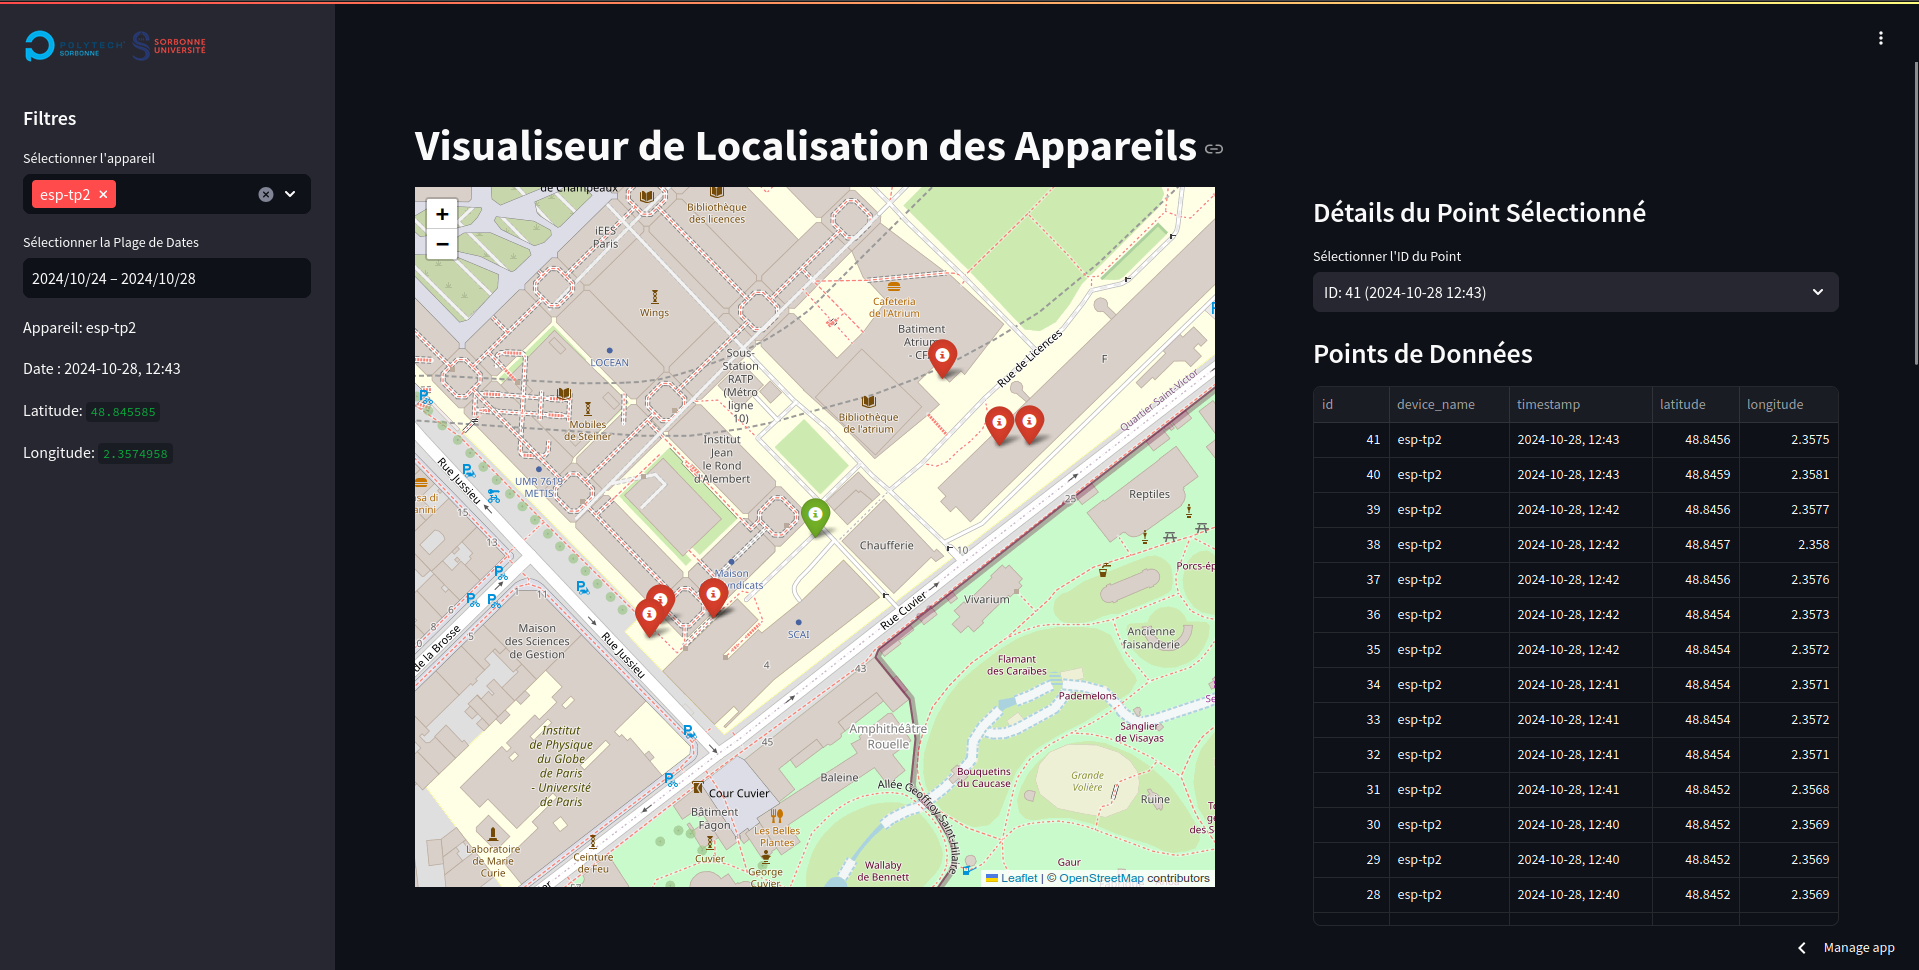 POLYTECH
SORBONNE
SORBONNE
UNIVERSITÉ
Filtres
Sélectionner l'appareil
esp-tp2
Sélectionner la Plage de Dates
2024/10/24 – 2024/10/28
Appareil: esp-tp2
Date : 2024-10-28, 12:43
Latitude: 48.845585
Longitude: 2.3574958
Visualiseur de Localisation des Appareils
+
−
de Champeaux
Bibliothèque
des licences
iEES
Paris
Wings
Cafeteria
de l'Atrium
Batiment
Atrium
LOCEAN
Sous-
Station
RATP
(Métro
ligne
10)
Rue de Licences
F
Quartier Saint-Victor
Mobiles
de Steiner
Bibliothèque
de l'atrium
Institut
Jean
le Rond
d'Alembert
Rue Jussieu
UMR 7619
METIS
15
25
Reptiles
13
Chaufferie
10
Maison
Porcs-ép
11
6
8
5
Vivarium
Rue Cuvier
Maison
des Sciences
de Gestion
SCAI
Ancienne
faisanderie
de la Brosse
Rue Jussieu
4
43
Flamant
des Caraïbes
Pademelons
Sanglier
de Visayas
Institut
de Physique
du Globe
de Paris
- Université
de Paris
45
Amphithéâtre
Rouelle
Baleine
Bouquetins
du Caucase
Grande
Volière
Cour Cuvier
Allée Geoffroy Saint-Hilaire
Ruine
Bâtiment
Fagon
Les Belles
Plantes
Laboratoire
de Marie
Curie
Ceinture
de Feu
Cuvier
George
Cuvier
Wallaby
de Bennett
Gaur
Leaflet | © OpenStreetMap contributors
Détails du Point Sélectionné
Sélectionner l'ID du Point
ID: 41 (2024-10-28 12:43)
Points de Données
id device_name timestamp latitude longitude
41 esp-tp2 2024-10-28, 12:43 48.8456 2.3575
40 esp-tp2 2024-10-28, 12:43 48.8459 2.3581
39 esp-tp2 2024-10-28, 12:42 48.8456 2.3577
38 esp-tp2 2024-10-28, 12:42 48.8457 2.358
37 esp-tp2 2024-10-28, 12:42 48.8456 2.3576
36 esp-tp2 2024-10-28, 12:42 48.8454 2.3573
35 esp-tp2 2024-10-28, 12:42 48.8454 2.3572
34 esp-tp2 2024-10-28, 12:41 48.8454 2.3571
33 esp-tp2 2024-10-28, 12:41 48.8454 2.3572
32 esp-tp2 2024-10-28, 12:41 48.8454 2.3571
31 esp-tp2 2024-10-28, 12:41 48.8452 2.3568
30 esp-tp2 2024-10-28, 12:40 48.8452 2.3569
29 esp-tp2 2024-10-28, 12:40 48.8452 2.3569
28 esp-tp2 2024-10-28, 12:40 48.8452 2.3569
Manage app